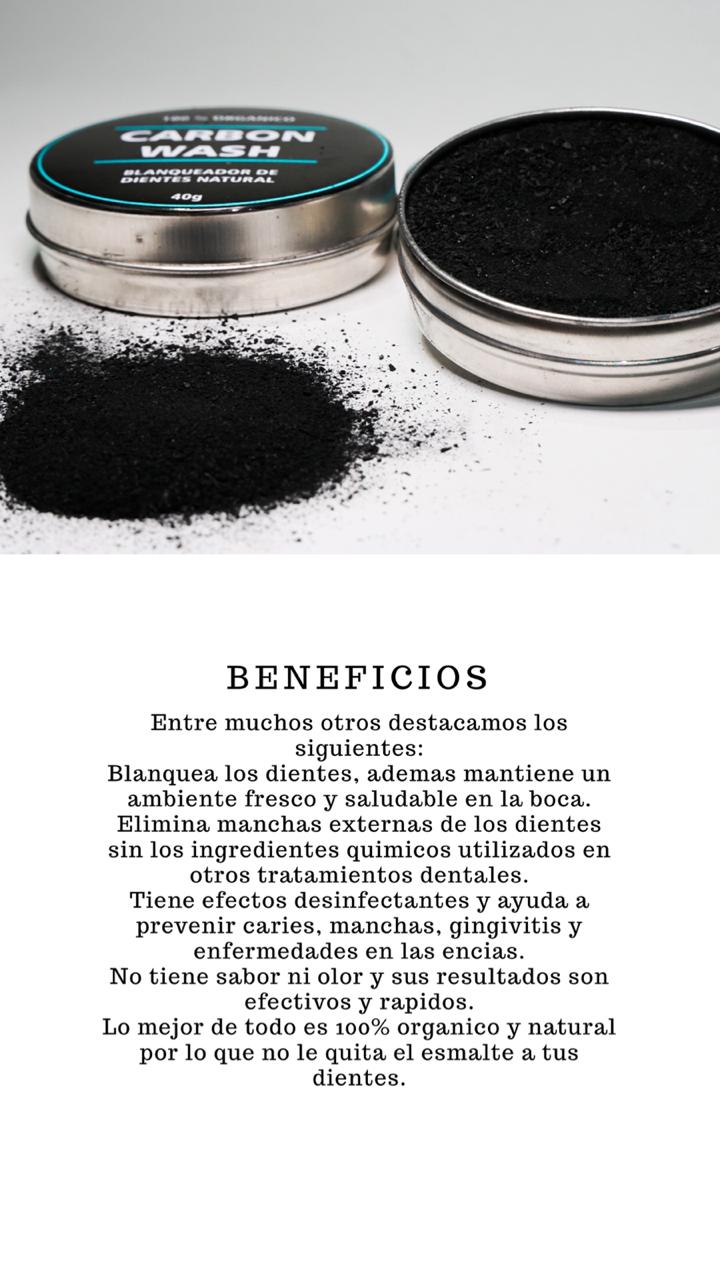 100 % ORGANICO
CARBON
WASH
BLANQUEADOR DE
DIENTES NATURAL
40g
BENEFICIOS
Entre muchos otros destacamos los
siguientes:
Blanquea los dientes, ademas mantiene un
ambiente fresco y saludable en la boca.
Elimina manchas externas de los dientes
sin los ingredientes quimicos utilizados en
otros tratamientos dentales.
Tiene efectos desinfectantes y ayuda a
prevenir caries, manchas, gingivitis y
enfermedades en las encias.
No tiene sabor ni olor y sus resultados son
efectivos y rapidos.
Lo mejor de todo es 100% organico y natural
por lo que no le quita el esmalte a tus
dientes.